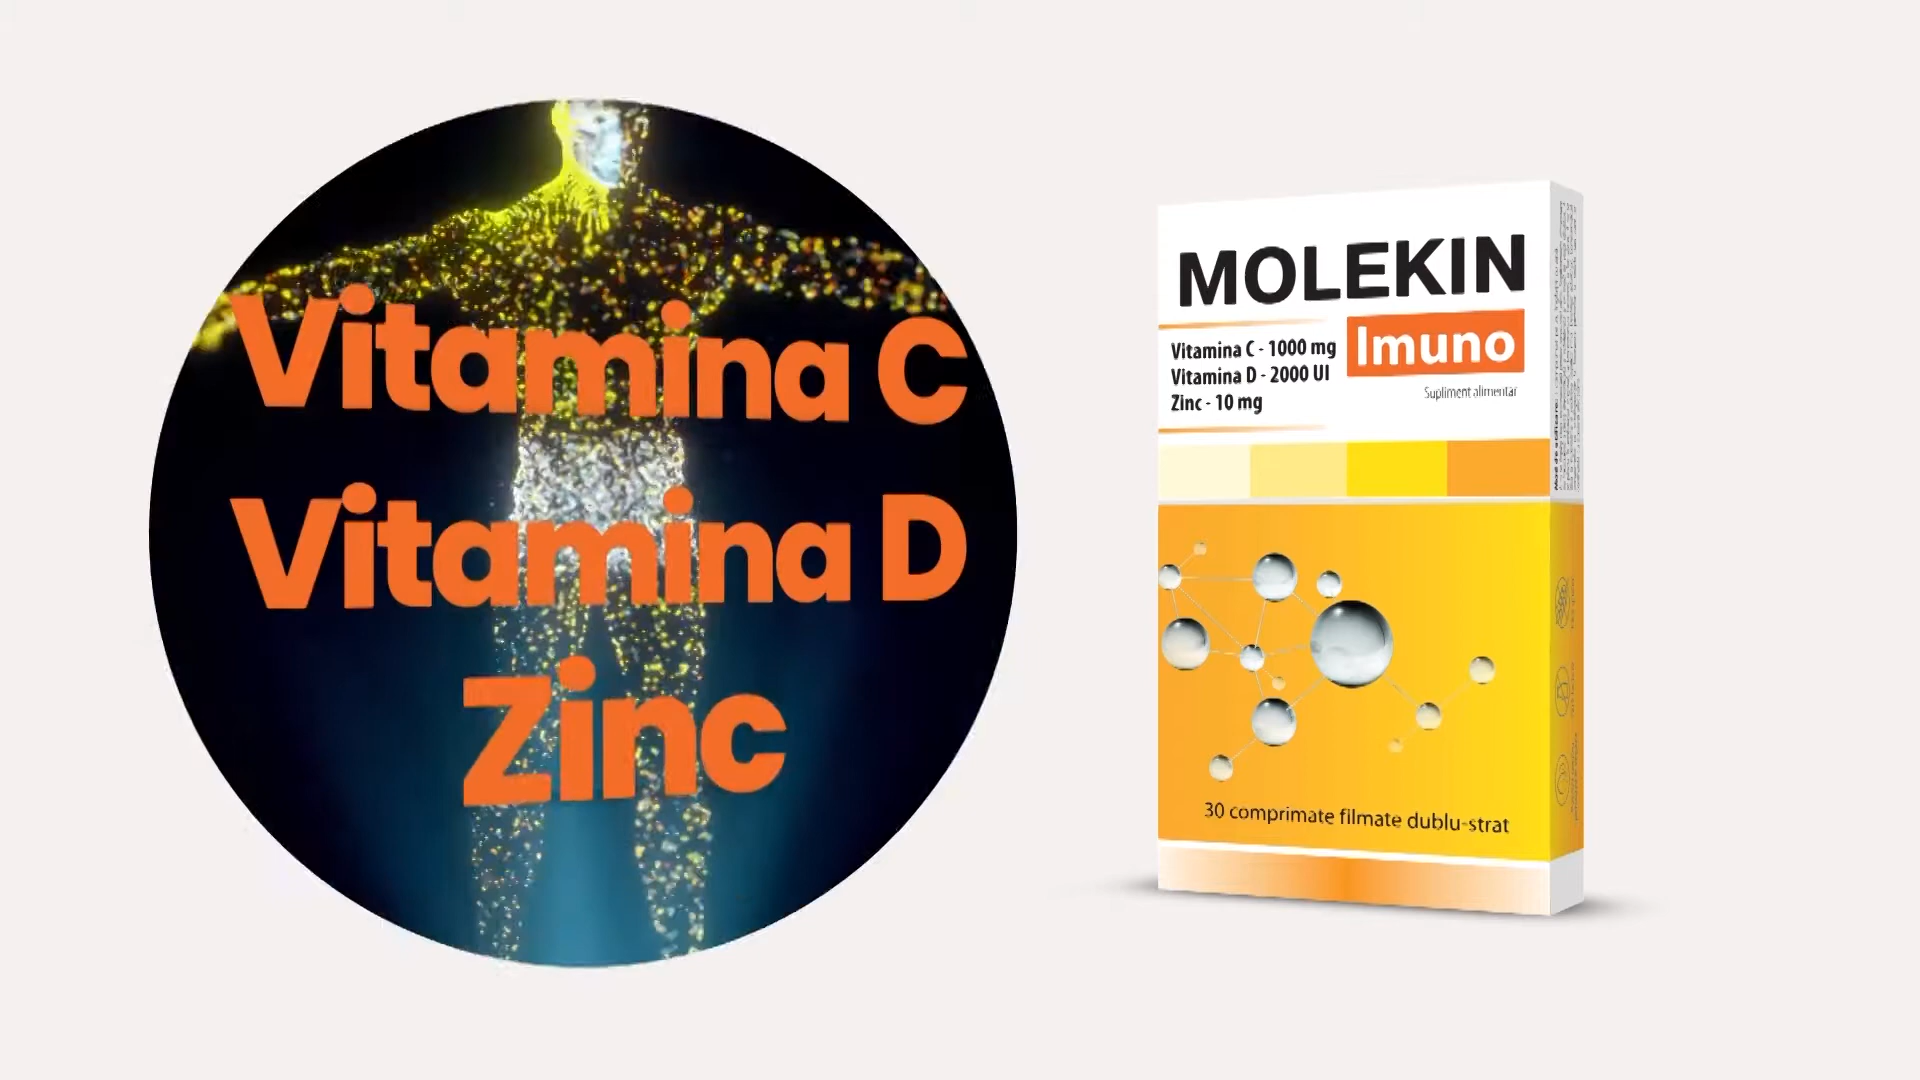 Vitamina C
Vitamina D
Zinc
MOLEKIN
Imuno
Vitamina C - 1000 mg
Vitamina D - 2000 UI
Zinc - 10 mg
Supliment alimentar
30 comprimate filmate dublu-strat